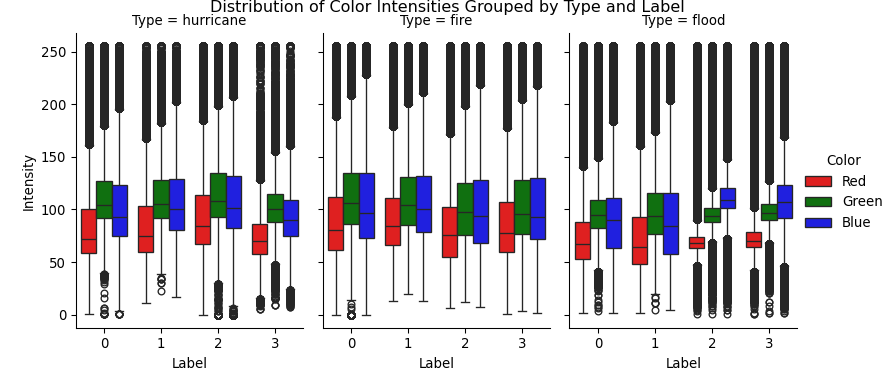 Distribution of Color Intensities Grouped by Type and Label
Type = hurricane
Type = fire
Type = flood
250
200
150
100
50
0
Intensity
0 1 2 3
0 1 2 3
0 1 2 3
Label
Label
Label
Color
Red
Green
Blue